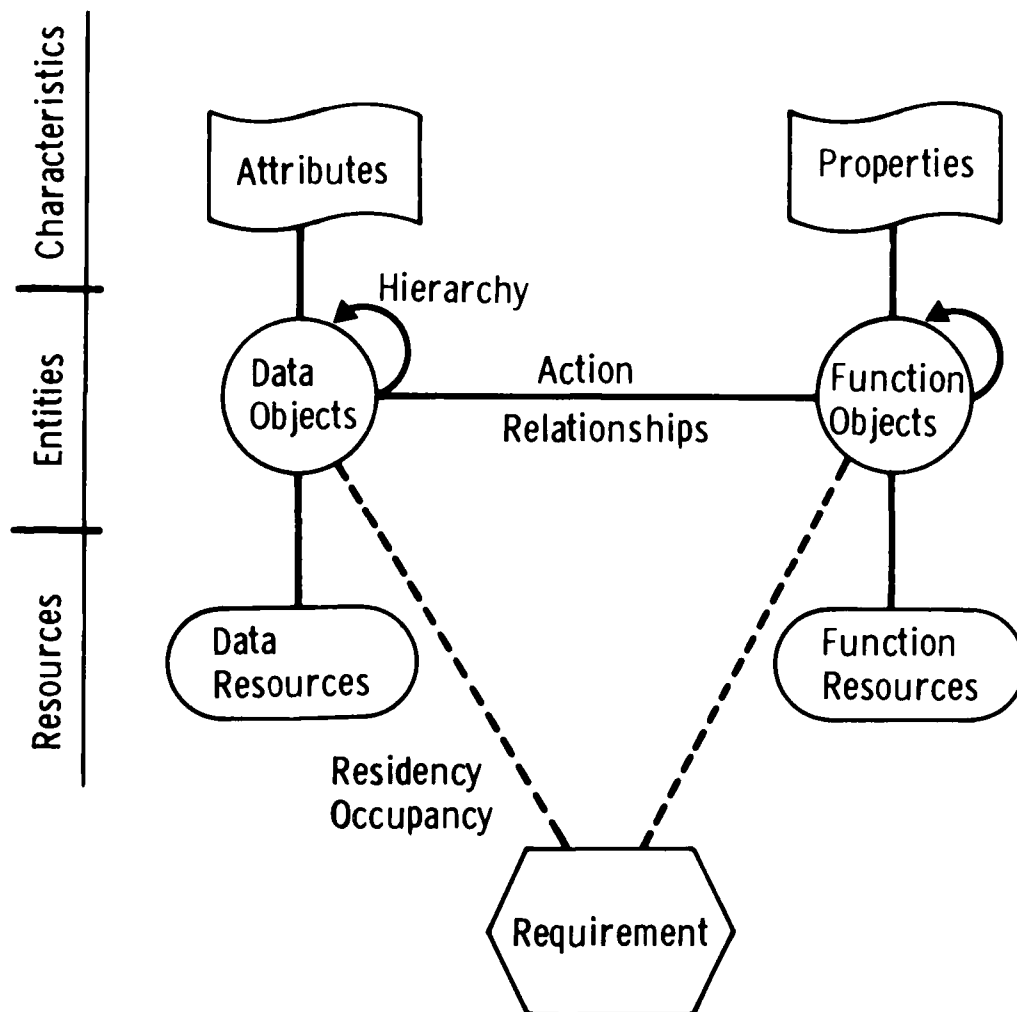 Characteristics
Entities
Resources
Attributes
Properties
Hierarchy
Data
Objects
Action
Relationships
Function
Objects
Data
Resources
Function
Resources
Residency
Occupancy
Requirement